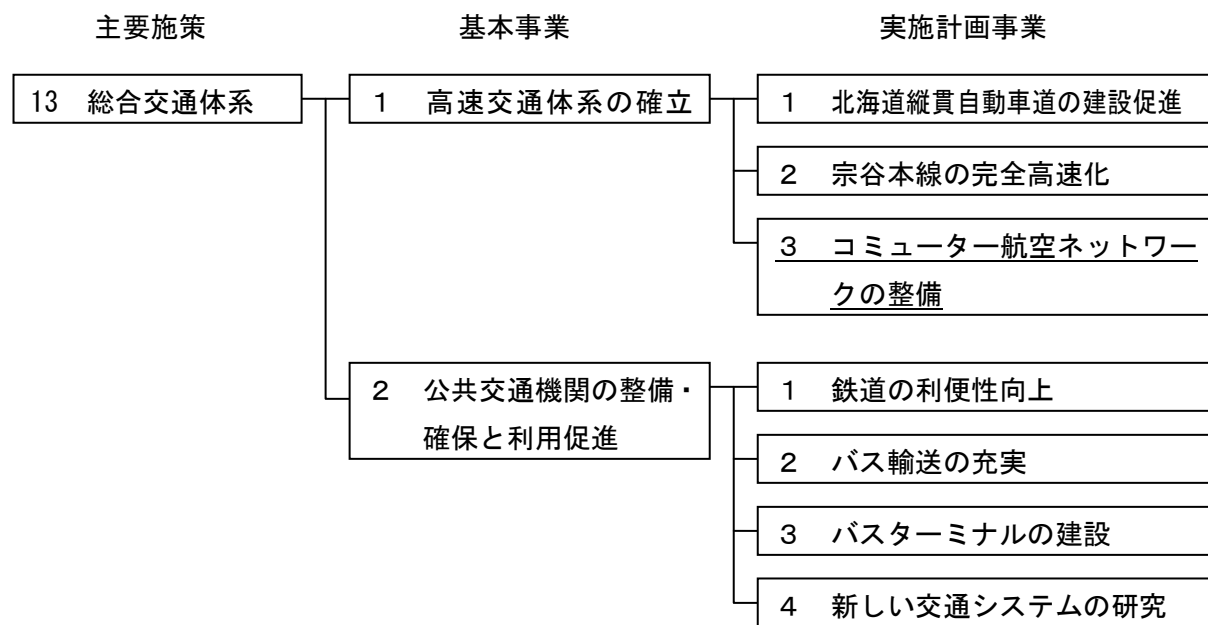 主要施策 基本事業 実施計画事業
13 総合交通体系
1 高速交通体系の確立
1 北海道縦貫自動車道の建設促進
2 宗谷本線の完全高速化
3 コミューター航空ネットワー
クの整備
2 公共交通機関の整備・
確保と利用促進
1 鉄道の利便性向上
2 バス輸送の充実
3 バスターミナルの建設
4 新しい交通システムの研究